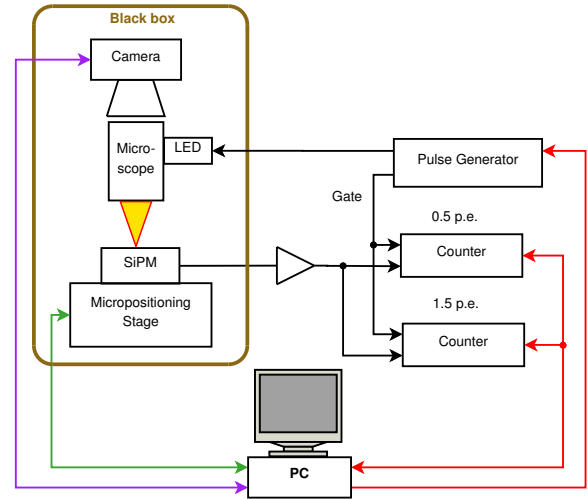 Black box
Camera
Micro-
scope
LED
Pulse Generator
Gate
0.5 p.e.
Counter
SiPM
Micropositioning
Stage
1.5 p.e.
Counter
PC